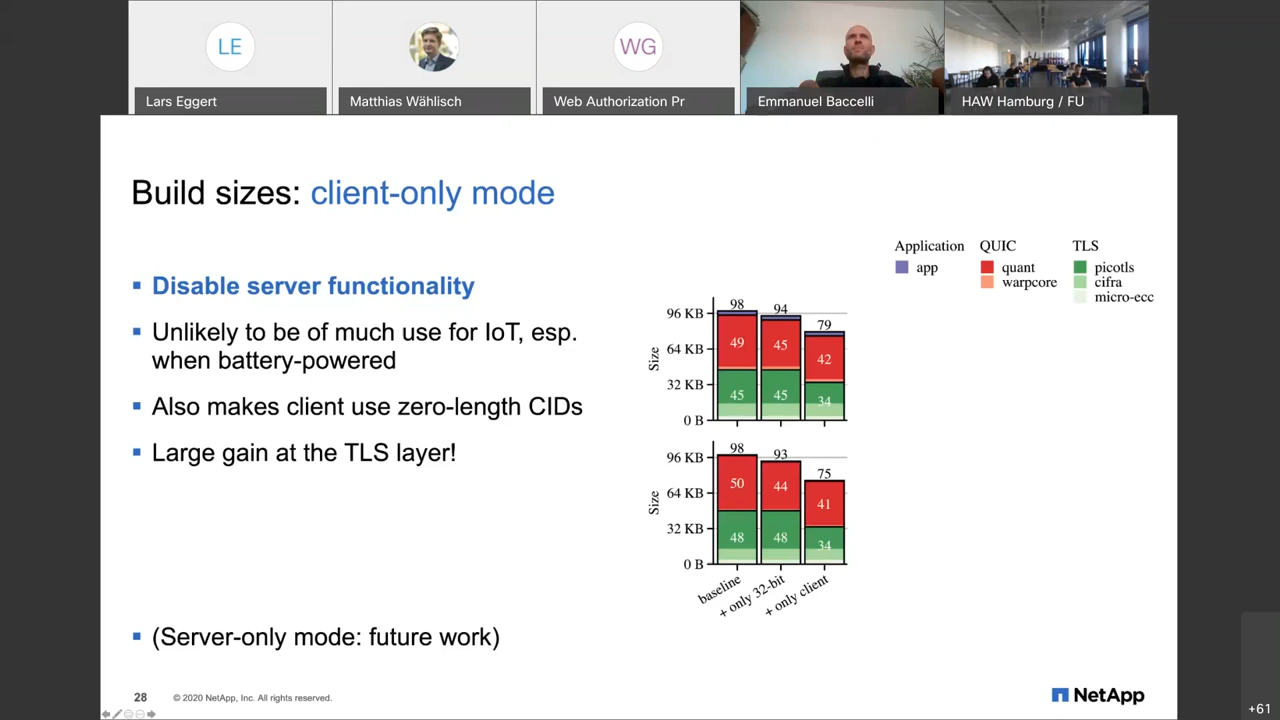 LE
WG
Lars Eggert
Matthias Wählisch
Web Authorization Pr
Emmanuel Baccelli
HAW Hamburg / FU
Build sizes: client-only mode
▪ Disable server functionality
▪ Unlikely to be of much use for IoT, esp.
when battery-powered
▪ Also makes client use zero-length CIDs
▪ Large gain at the TLS layer!
▪ (Server-only mode: future work)
Application QUIC TLS
app quant picotls
warpcore cifra
micro-ecc
98 94 79
96 KB
64 KB
32 KB
0 B
Size
49 45 42
45 45 34
98 93 75
96 KB
64 KB
32 KB
0 B
Size
50 44 41
48 48 34
baseline
+ only 32-bit
+ only client
28 © 2020 NetApp, Inc. All rights reserved.
NetApp
+61